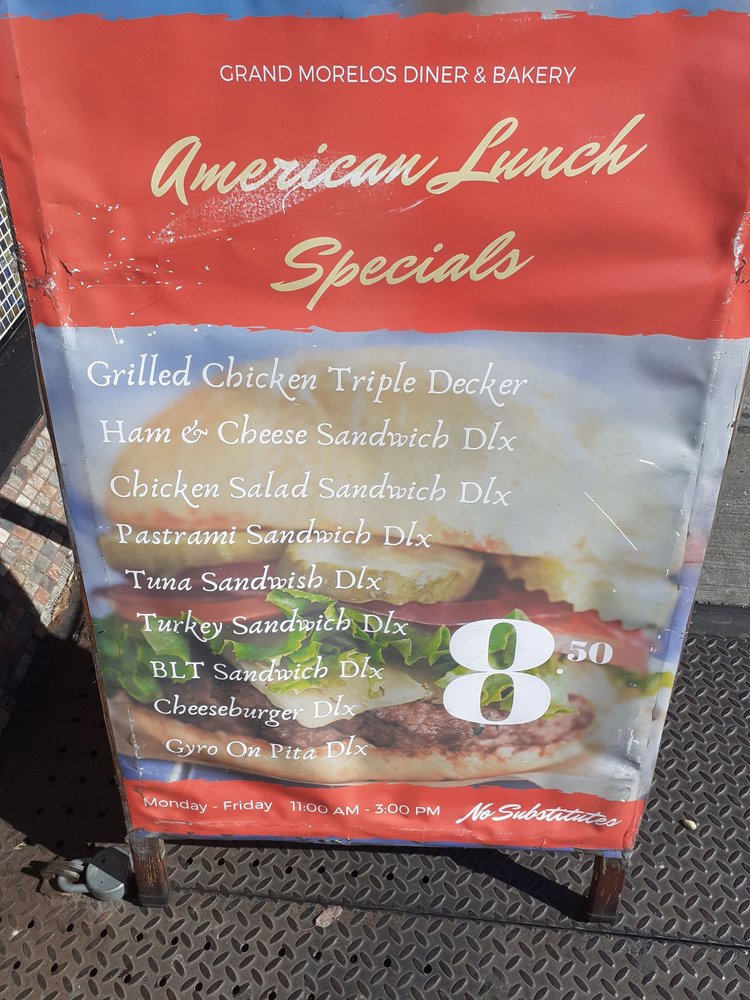 GRAND MORELOS DINER & BAKERY
American Lunch
Specials
Grilled Chicken Triple Decker
Ham & Cheese Sandwich Dlx
Chicken Salad Sandwich Dlx
Pastrami Sandwich Dlx
Tuna Sandwish Dlx
Turkey Sandwich Dlx
BLT Sandwich Dlx
Cheeseburger Dlx
Gyro On Pita Dlx
8.50
Monday - Friday 11:00 AM - 3:00 PM No Substitutes